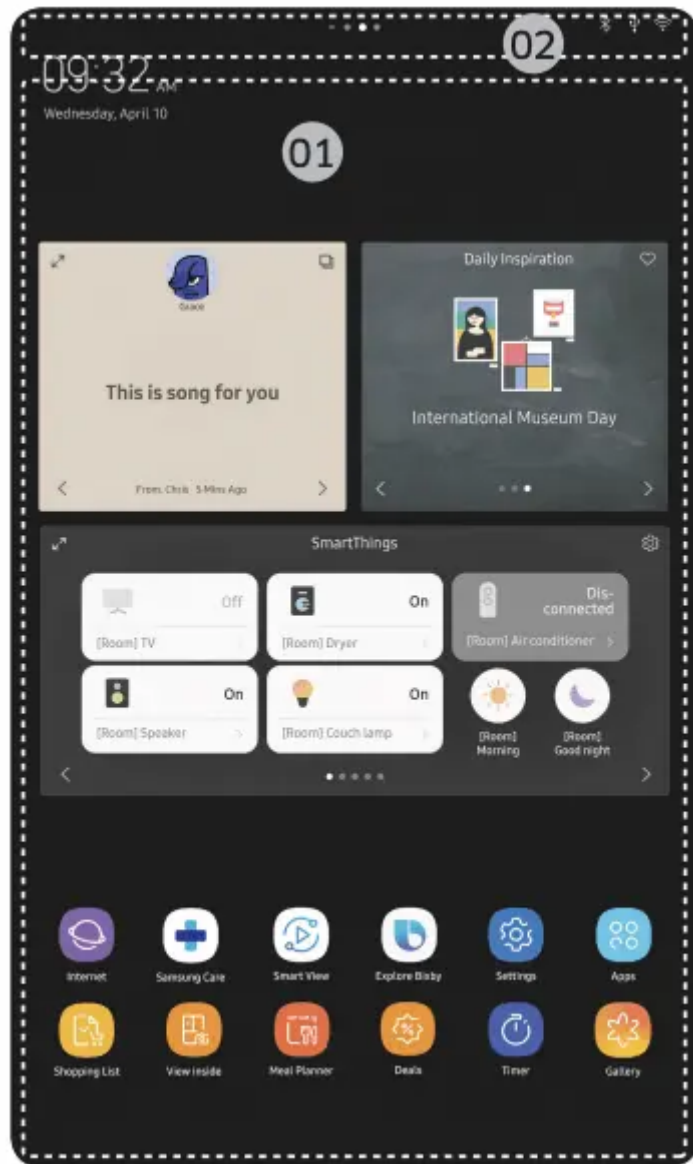 02
09:32 AM
Wednesday, April 10
01
Grace
This is song for you
From. Chris 5 Mins Ago
Daily Inspiration
International Museum Day
SmartThings
Off
[Room] TV
On
[Room] Dryer
Dis-
connected
[Room] Air conditioner
On
[Room] Speaker
On
[Room] Couch lamp
[Room]
Morning
[Room]
Good night
Internet
Samsung Care
Smart View
Explore Bixby
Settings
Apps
Shopping List
View Inside
Meal Planner
Deals
Timer
Gallery